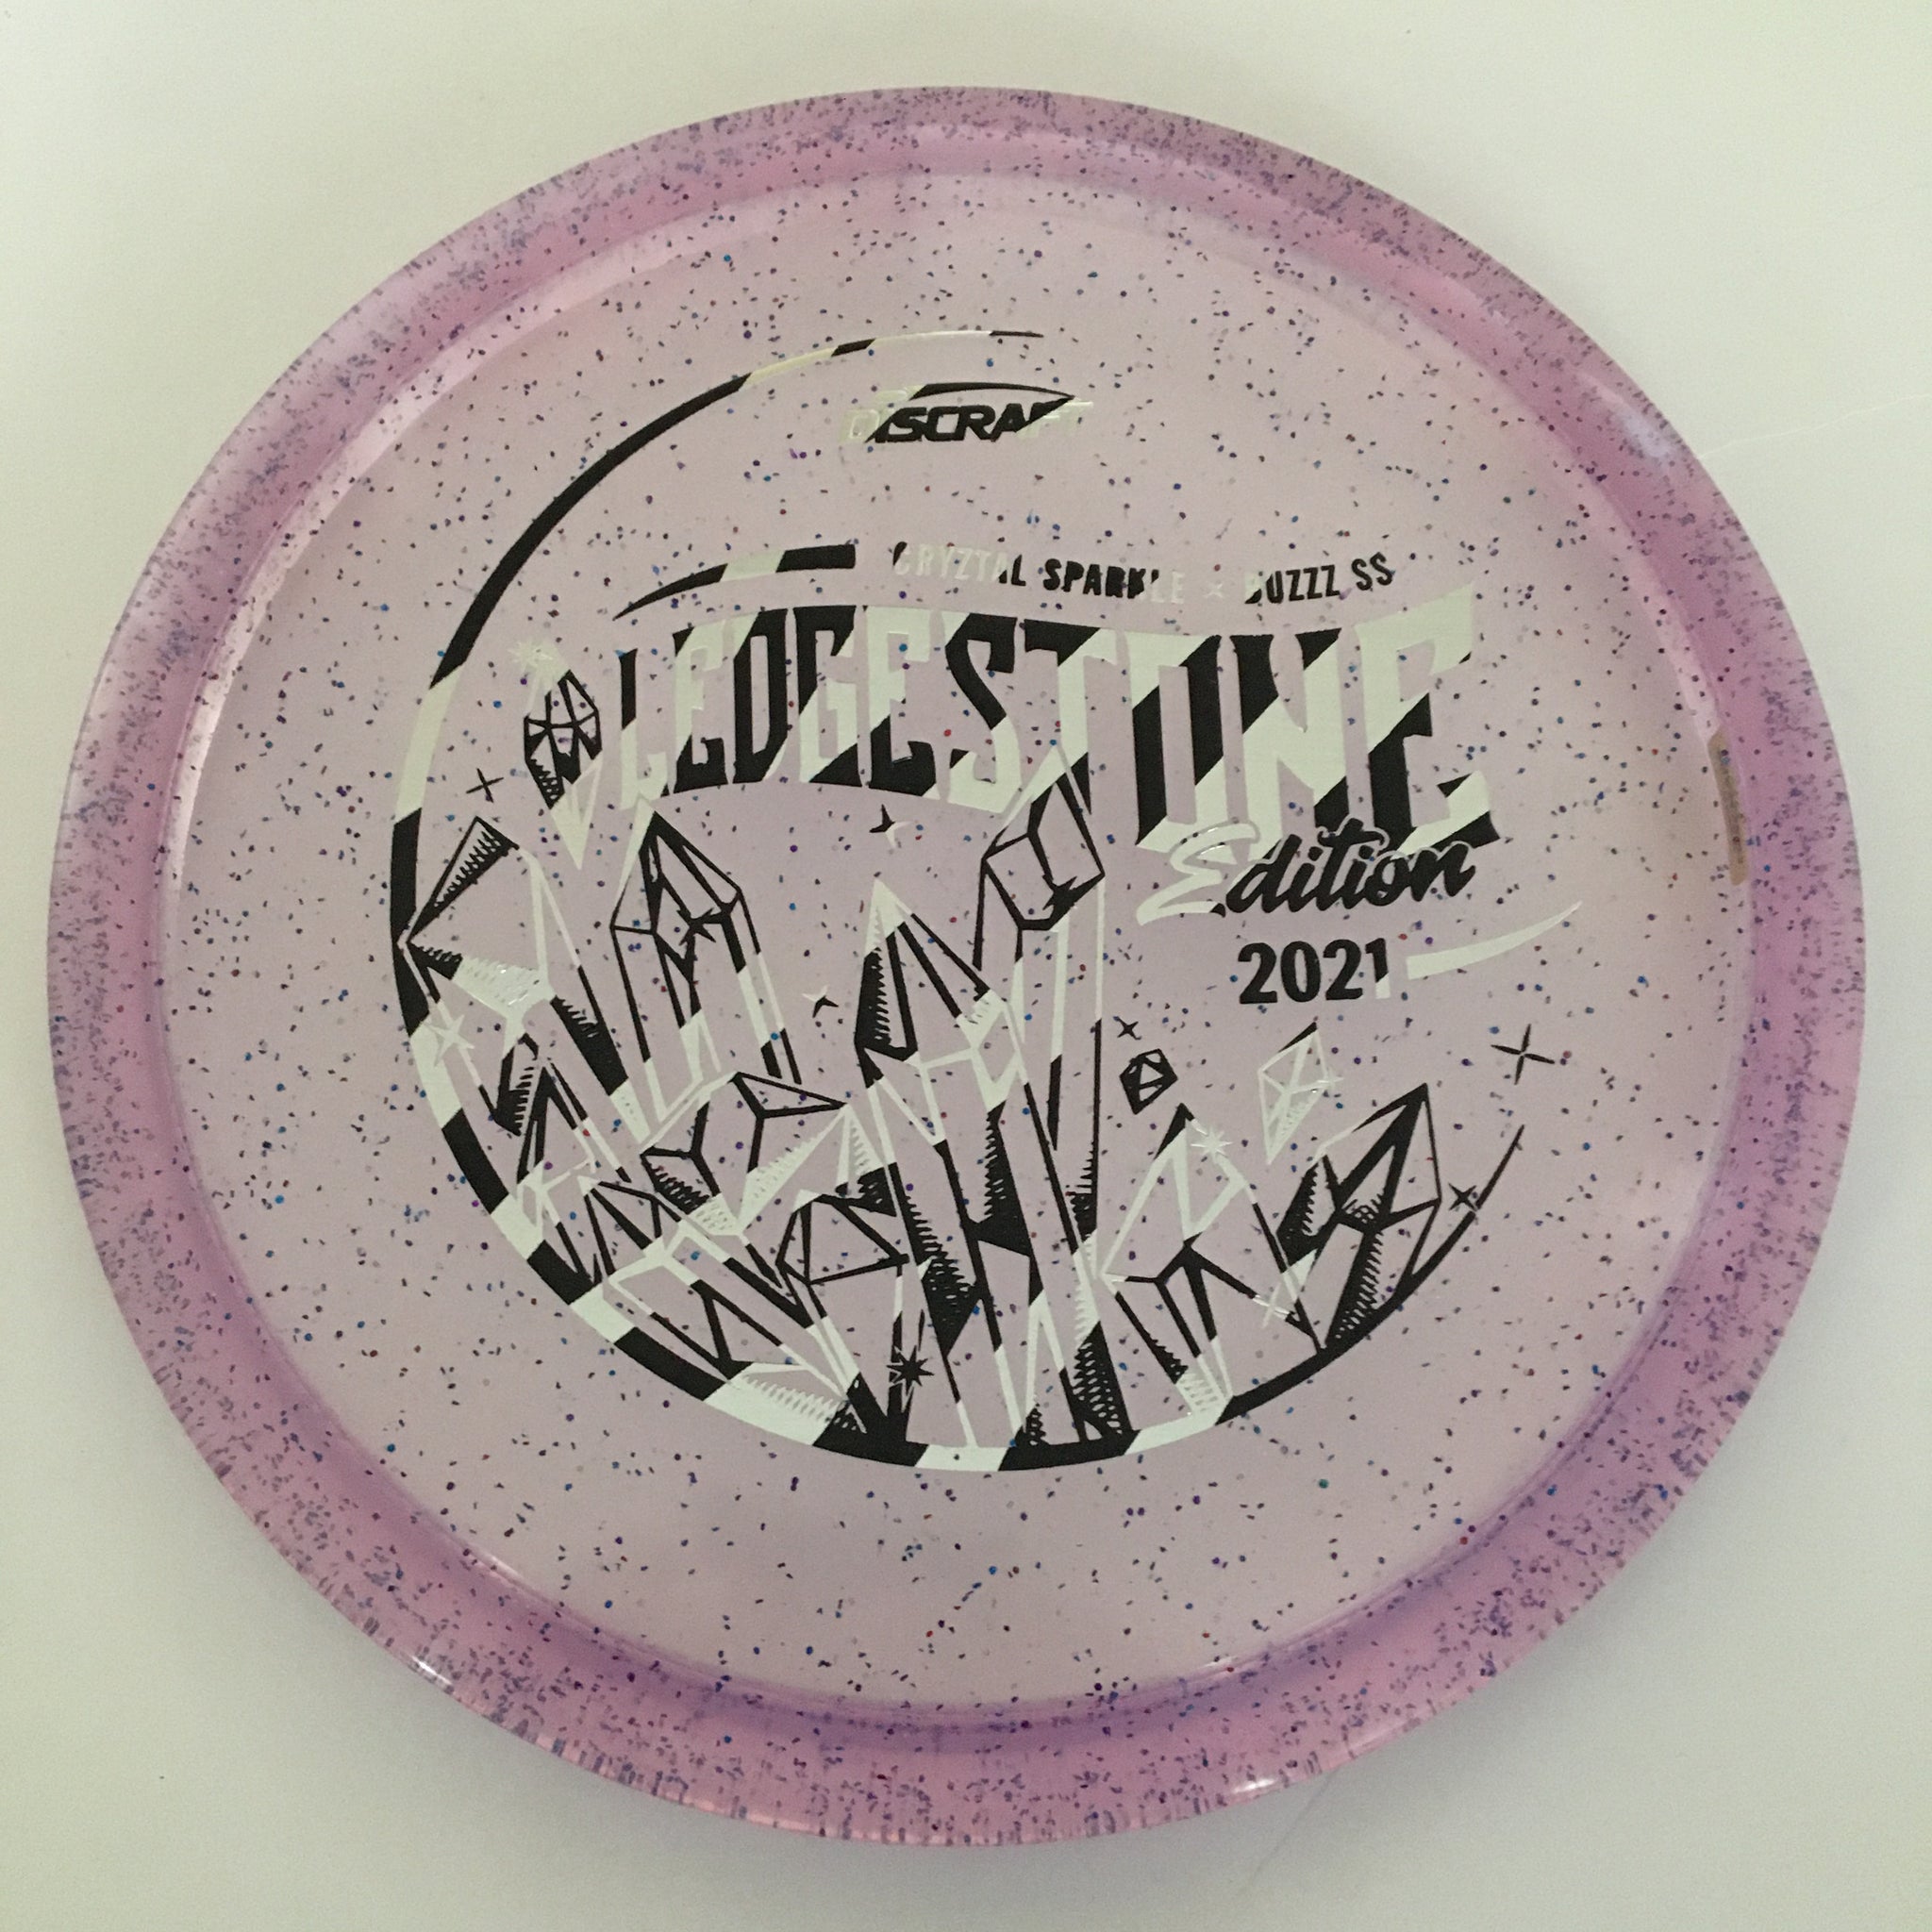 DISCRAFT
CRYZTAL SPARKLE × BUZZZ SS
LEDGESTONE
Edition
2021